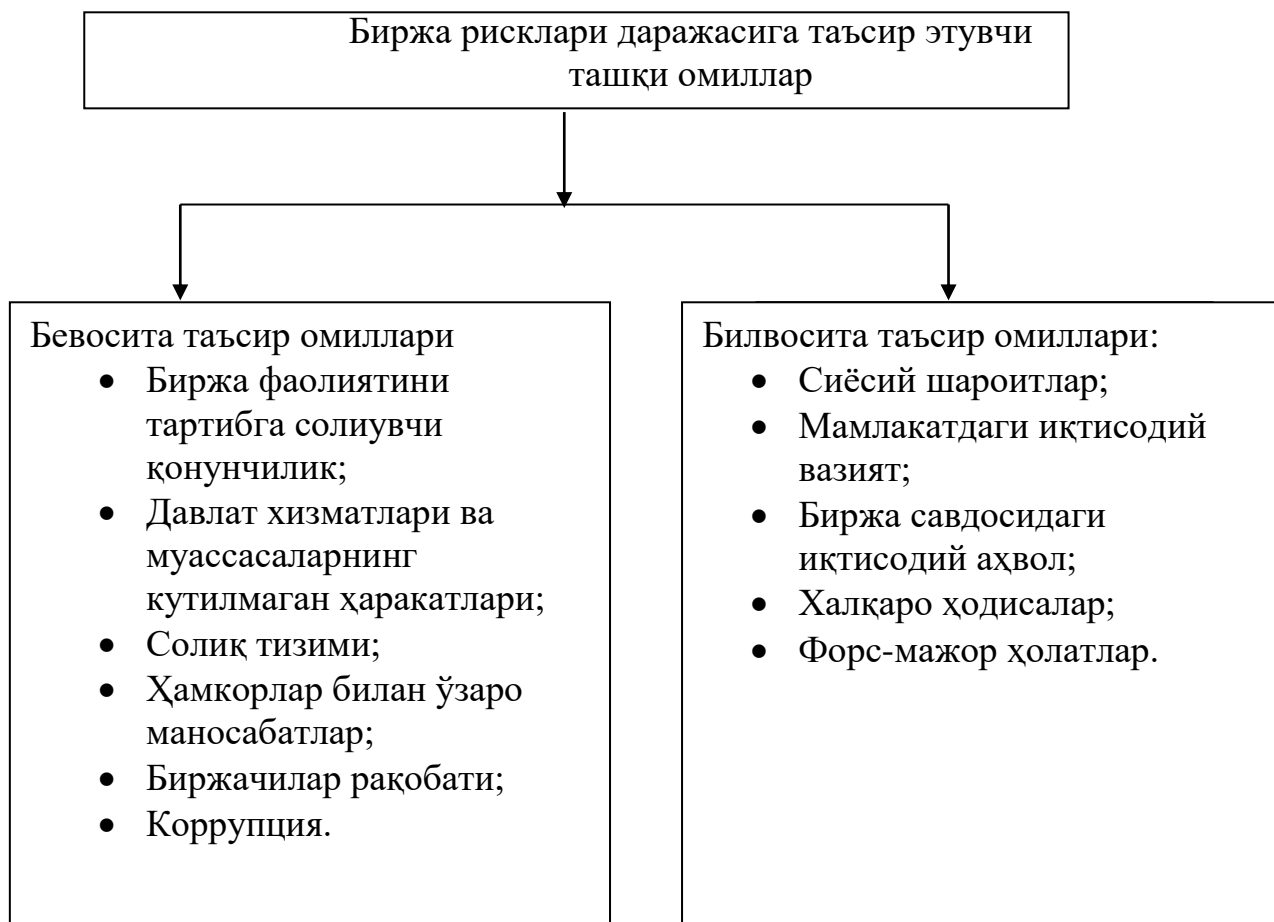 Биржа рисклари даражасига таъсир этувчи
ташқи омиллар
Бевосита таъсир омиллари
• Биржа фаолиятини
тартибга солиувчи
қонунчилик;
• Давлат хизматлари ва
муассасаларнинг
кутилмаган ҳаракатлари;
• Солиқ тизими;
• Ҳамкорлар билан ўзаро
маносабатлар;
• Биржачилар рақобати;
• Коррупция.
Билвосита таъсир омиллари:
• Сиёсий шароитлар;
• Мамлакатдаги иқтисодий
вазият;
• Биржа савдосидаги
иқтисодий аҳвол;
• Халқаро ҳодисалар;
• Форс-мажор ҳолатлар.